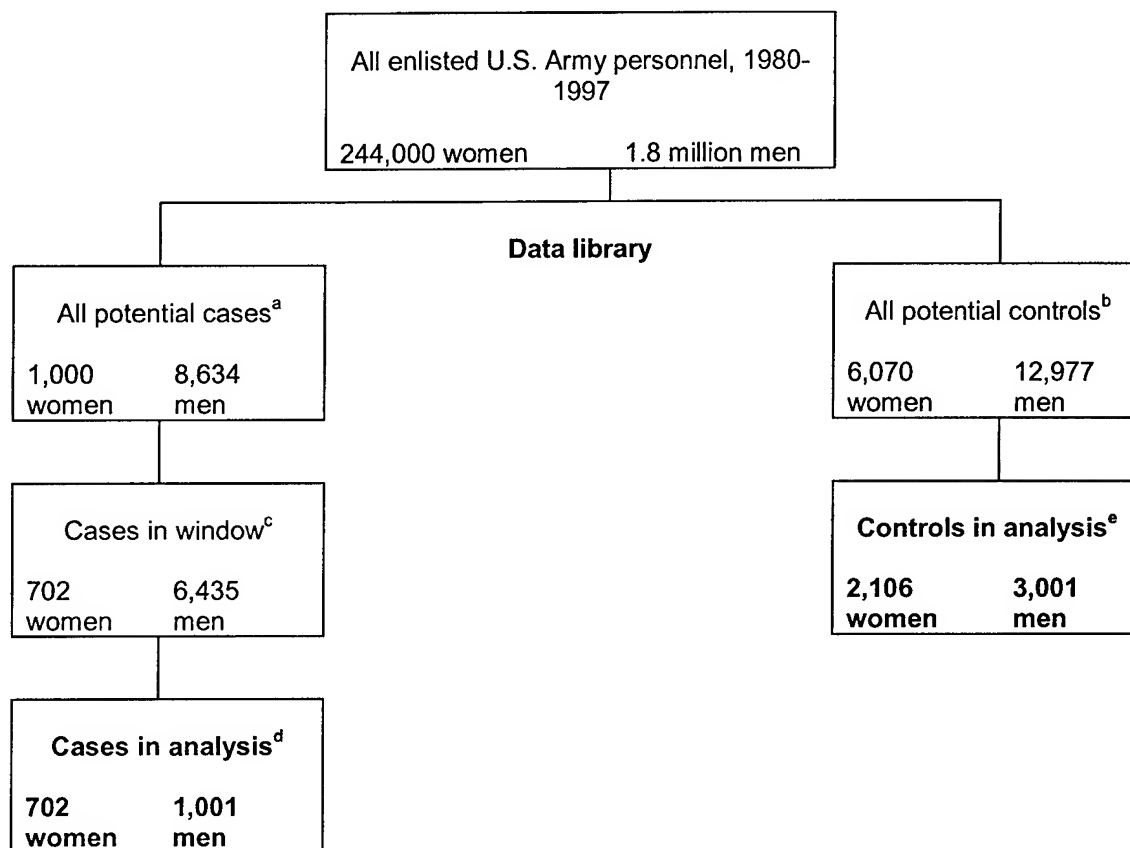 All enlisted U.S. Army personnel, 1980-
1997
244,000 women 1.8 million men
Data library
All potential cases^a
1,000 8,634
women men
All potential controls^b
6,070 12,977
women men
Cases in window^c
702 6,435
women men
Controls in analysis^e
2,106 3,001
women men
Cases in analysis^d
702 1,001
women men